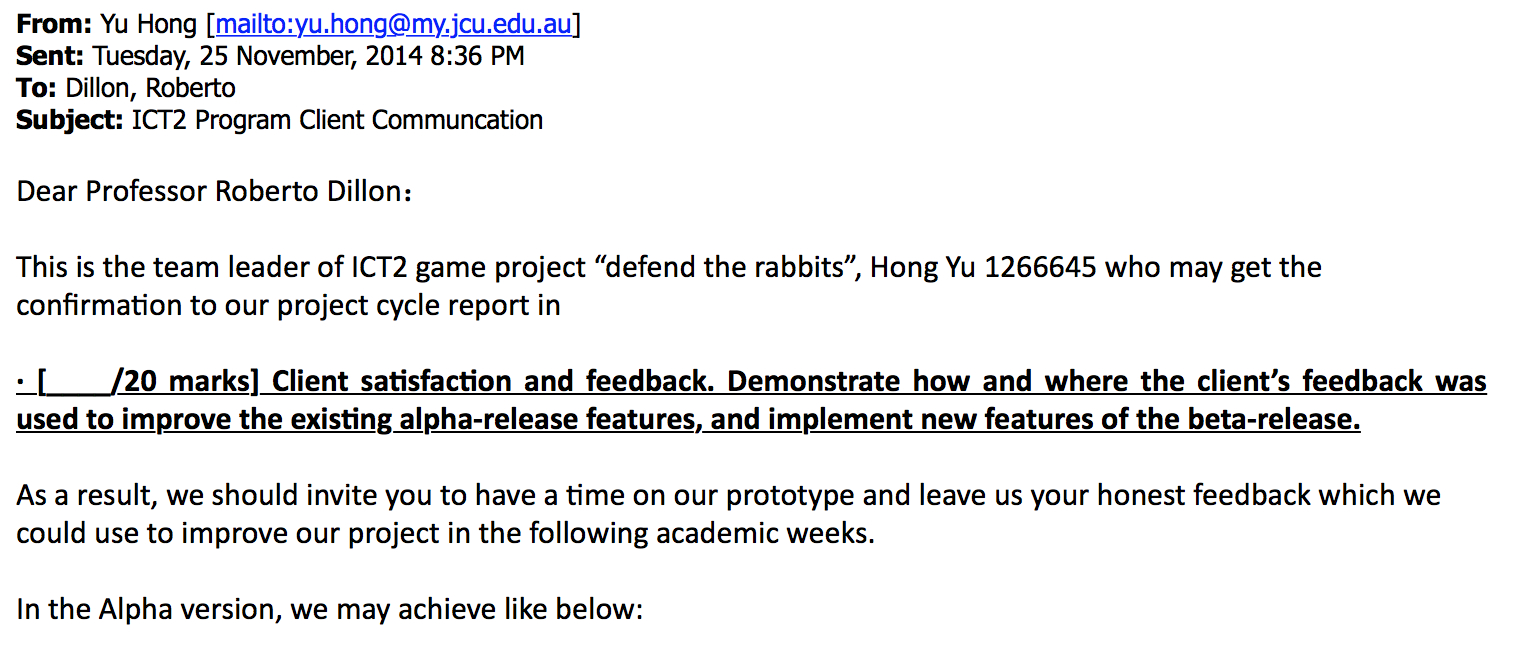 From: Yu Hong [mailto:yu.hong@my.jcu.edu.au]
Sent: Tuesday, 25 November, 2014 8:36 PM
To: Dillon, Roberto
Subject: ICT2 Program Client Communcation
Dear Professor Roberto Dillon：
This is the team leader of ICT2 game project “defend the rabbits”, Hong Yu 1266645 who may get the
confirmation to our project cycle report in
· [____/20 marks] Client satisfaction and feedback. Demonstrate how and where the client’s feedback was
used to improve the existing alpha-release features, and implement new features of the beta-release.
As a result, we should invite you to have a time on our prototype and leave us your honest feedback which we
could use to improve our project in the following academic weeks.
In the Alpha version, we may achieve like below: